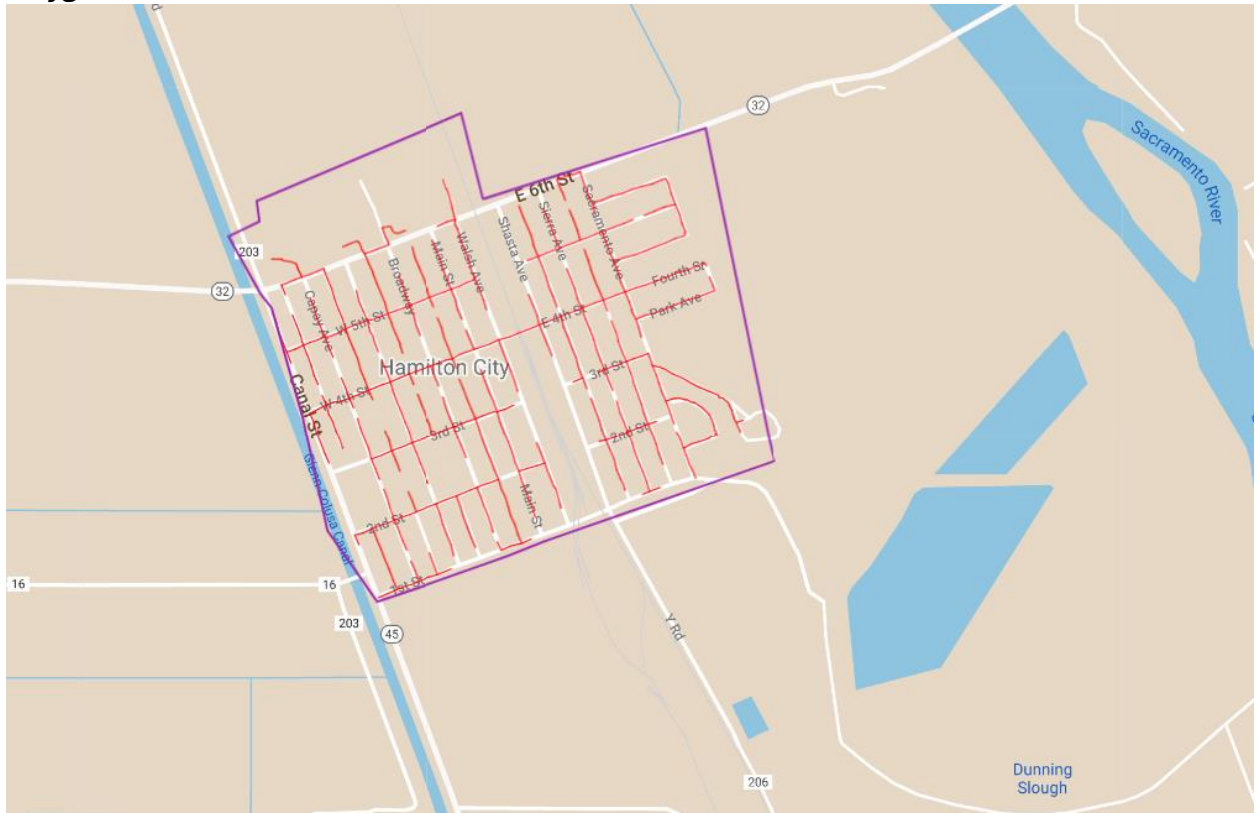 32
Sacramento River
E 6th St
Sacramento Ave
Sierra Ave
Shasta Ave
Walsh Ave
Main St
Broadway
203
32
Capay Ave
W 5th St
E 4th St
Fourth St
Park Ave
Hamilton City
3rd St
W 4th St
Canal St
3rd St
2nd St
Glenn Colusa Canal
Main St
2nd St
1st St
16
16
203
45
Y Rd
206
Dunning
Slough